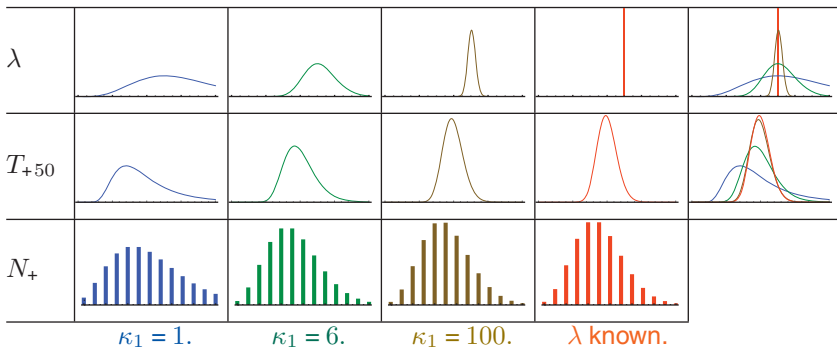 λ
T₊₅₀
N₊
κ₁ = 1. κ₁ = 6. κ₁ = 100. λ known.